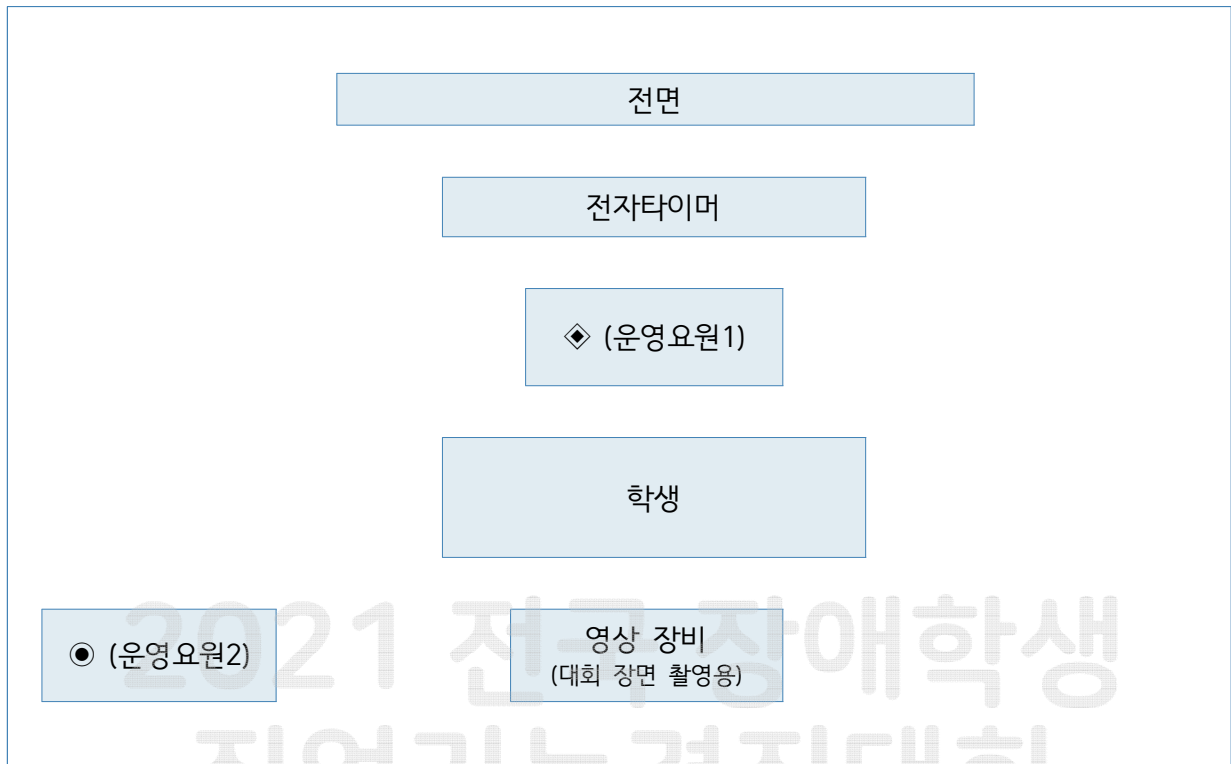 전면
전자타이머
◈ (운영요원1)
학생
◉ (운영요원2)
영상 장비
(대회 장면 촬영용)
2021 전국 장애학생
직업기능경진대회